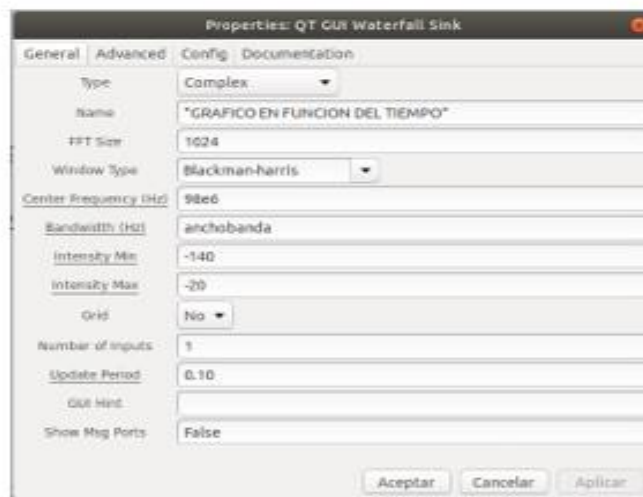 Properties: QT GUI Waterfall Sink
General Advanced Config Documentation
Type Complex
Name "GRAFICO EN FUNCION DEL TIEMPO"
FFT Size 1024
Window Type Blackman-harris
Center Frequency (Hz) 98e6
Bandwidth (Hz) anchobanda
Intensity Min -140
Intensity Max -20
Grid No
Number of Inputs 1
Update Period 0.10
GUI Hint
Show Msg Ports False
Aceptar Cancelar Aplicar